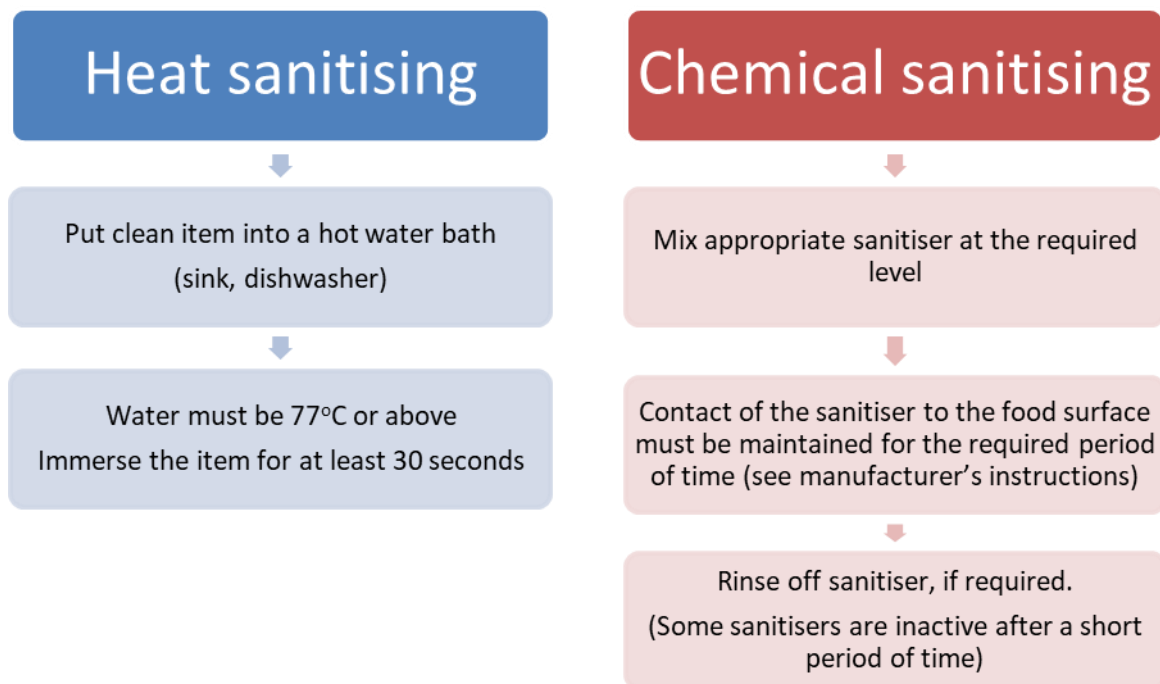 Heat sanitising
Put clean item into a hot water bath
(sink, dishwasher)
Water must be 77°C or above
Immerse the item for at least 30 seconds
Chemical sanitising
Mix appropriate sanitiser at the required
level
Contact of the sanitiser to the food surface
must be maintained for the required period
of time (see manufacturer’s instructions)
Rinse off sanitiser, if required.
(Some sanitisers are inactive after a short
period of time)